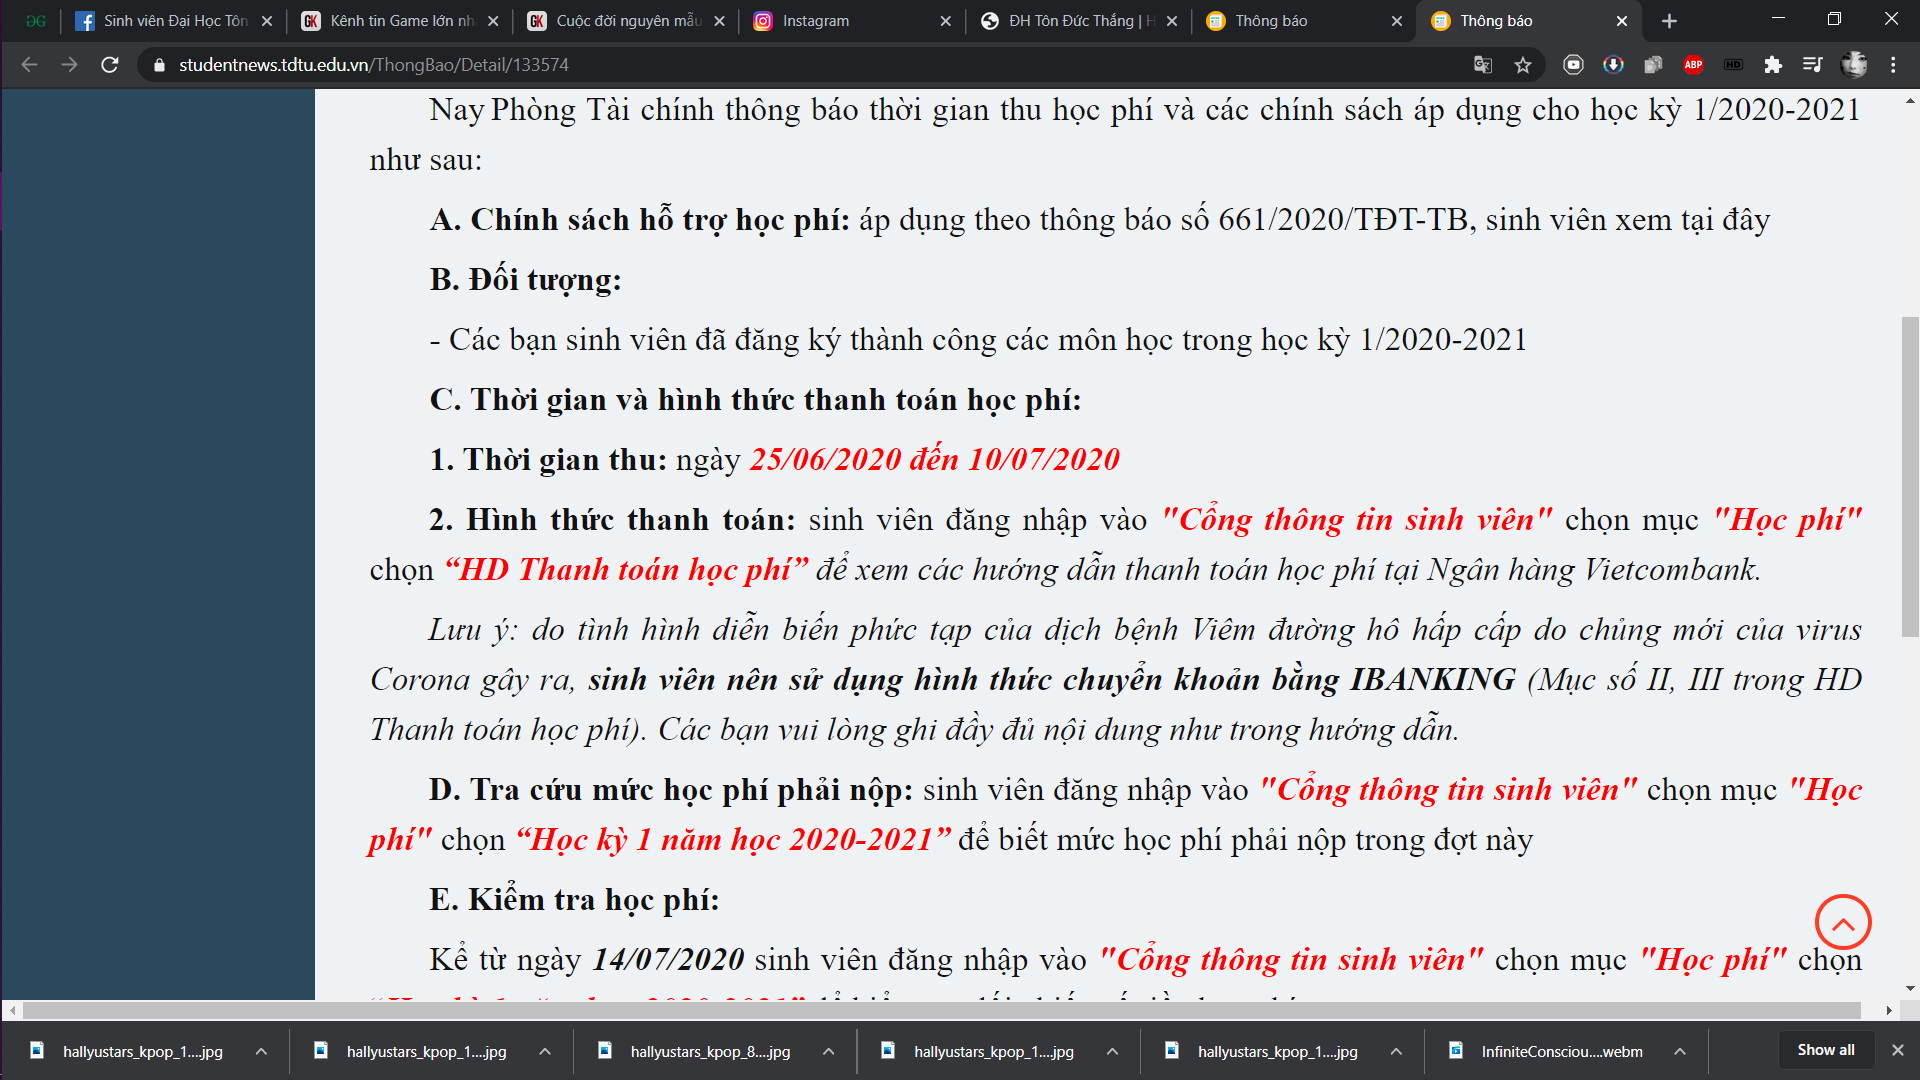 ĐG
Sinh viên Đại Học Tôn
Kênh tin Game lớn nh
Cuộc đời nguyên mẫu
Instagram
ĐH Tôn Đức Thắng | H
Thông báo
Thông báo
studentnews.tdtu.edu.vn/ThongBao/Detail/133574
ABP
HD
Nay Phòng Tài chính thông báo thời gian thu học phí và các chính sách áp dụng cho học kỳ 1/2020-2021
như sau:
A. Chính sách hỗ trợ học phí: áp dụng theo thông báo số 661/2020/TĐT-TB, sinh viên xem tại đây
B. Đối tượng:
- Các bạn sinh viên đã đăng ký thành công các môn học trong học kỳ 1/2020-2021
C. Thời gian và hình thức thanh toán học phí:
1. Thời gian thu: ngày 25/06/2020 đến 10/07/2020
2. Hình thức thanh toán: sinh viên đăng nhập vào "Cổng thông tin sinh viên" chọn mục "Học phí"
chọn “HD Thanh toán học phí” để xem các hướng dẫn thanh toán học phí tại Ngân hàng Vietcombank.
Lưu ý: do tình hình diễn biến phức tạp của dịch bệnh Viêm đường hô hấp cấp do chủng mới của virus
Corona gây ra, sinh viên nên sử dụng hình thức chuyển khoản bằng IBANKING (Mục số II, III trong HD
Thanh toán học phí). Các bạn vui lòng ghi đầy đủ nội dung như trong hướng dẫn.
D. Tra cứu mức học phí phải nộp: sinh viên đăng nhập vào "Cổng thông tin sinh viên" chọn mục "Học
phí" chọn “Học kỳ 1 năm học 2020-2021” để biết mức học phí phải nộp trong đợt này
E. Kiểm tra học phí:
Kể từ ngày 14/07/2020 sinh viên đăng nhập vào "Cổng thông tin sinh viên" chọn mục "Học phí" chọn
hallyustars_kpop_1....jpg
hallyustars_kpop_1....jpg
hallyustars_kpop_8....jpg
hallyustars_kpop_1....jpg
hallyustars_kpop_1....jpg
InfiniteConsciou....webm
Show all